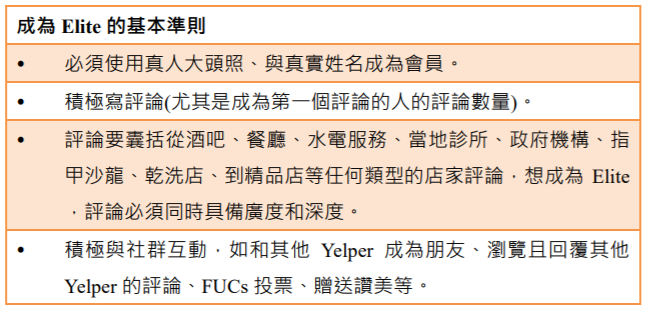 成為 Elite 的基本準則
• 必須使用真人大頭照、與真實姓名成為會員。
• 積極寫評論(尤其是成為第一個評論的人的評論數量)。
• 評論要囊括從酒吧、餐廳、水電服務、當地診所、政府機構、指
甲沙龍、乾洗店、到精品店等任何類型的店家評論，想成為 Elite
，評論必須同時具備廣度和深度。
• 積極與社群互動，如和其他 Yelper 成為朋友、瀏覽且回覆其他
Yelper 的評論、FUCs 投票、贈送讚美等。